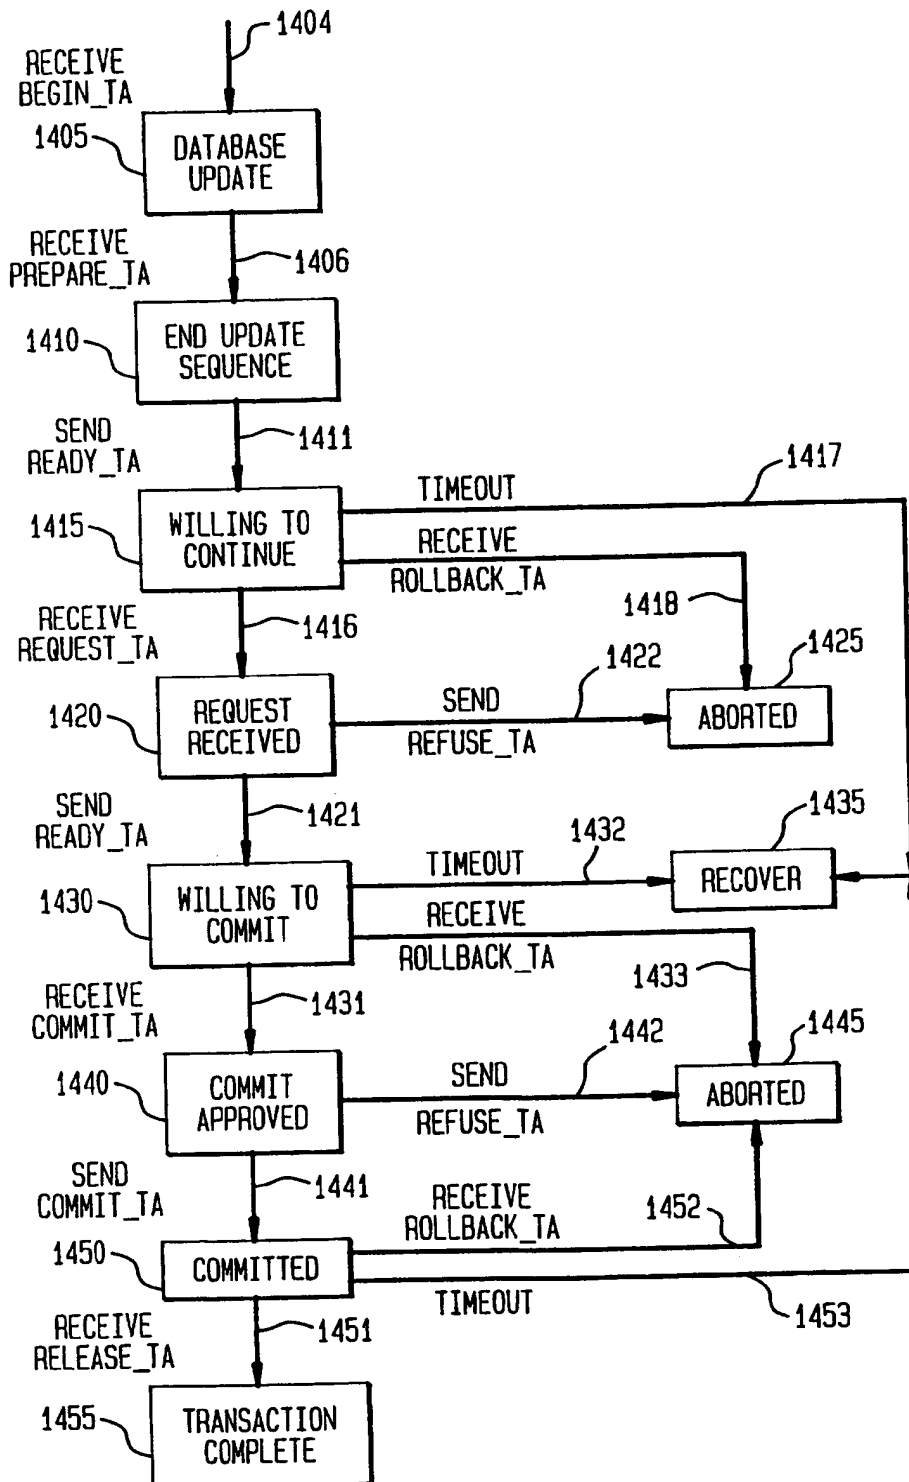 1404
RECEIVE
BEGIN_TA
1405
DATABASE
UPDATE
RECEIVE
PREPARE_TA
1406
1410
END UPDATE
SEQUENCE
SEND
READY_TA
1411
1417
TIMEOUT
1415
WILLING TO
CONTINUE
RECEIVE
ROLLBACK_TA
1418
RECEIVE
REQUEST_TA
1416
1422
1425
1420
REQUEST
RECEIVED
SEND
REFUSE_TA
ABORTED
SEND
READY_TA
1421
1432
1435
TIMEOUT
RECOVER
1430
WILLING TO
COMMIT
RECEIVE
ROLLBACK_TA
1433
RECEIVE
COMMIT_TA
1431
1442
1445
1440
COMMIT
APPROVED
SEND
REFUSE_TA
ABORTED
SEND
COMMIT_TA
1441
RECEIVE
ROLLBACK_TA
1452
1450
COMMITTED
TIMEOUT
1453
RECEIVE
RELEASE_TA
1451
1455
TRANSACTION
COMPLETE